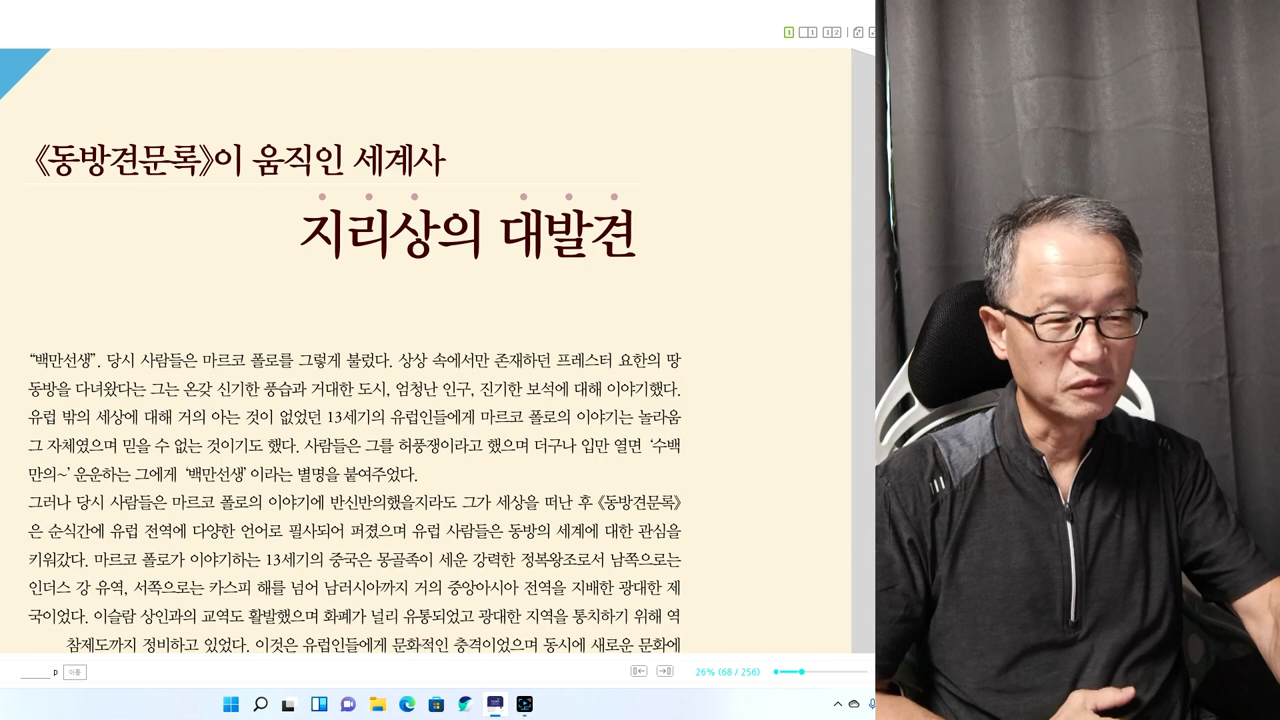 《동방견문록》이 움직인 세계사
지리상의 대발견
“백만선생”. 당시 사람들은 마르코 폴로를 그렇게 불렀다. 상상 속에서만 존재하던 프레스터 요한의 땅
동방을 다녀왔다는 그는 온갖 신기한 풍습과 거대한 도시, 엄청난 인구, 진기한 보석에 대해 이야기했다.
유럽 밖의 세상에 대해 거의 아는 것이 없었던 13세기의 유럽인들에게 마르코 폴로의 이야기는 놀라움
그 자체였으며 믿을 수 없는 것이기도 했다. 사람들은 그를 허풍쟁이라고 했으며 더구나 입만 열면 ‘수백
만의~’ 운운하는 그에게 ‘백만선생’이라는 별명을 붙여주었다.
그러나 당시 사람들은 마르코 폴로의 이야기에 반신반의했을지라도 그가 세상을 떠난 후 《동방견문록》
은 순식간에 유럽 전역에 다양한 언어로 필사되어 퍼졌으며 유럽 사람들은 동방의 세계에 대한 관심을
키워갔다. 마르코 폴로가 이야기하는 13세기의 중국은 몽골족이 세운 강력한 정복왕조로서 남쪽으로는
인더스 강 유역, 서쪽으로는 카스피 해를 넘어 남러시아까지 거의 중앙아시아 전역을 지배한 광대한 제
국이었다. 이슬람 상인과의 교역도 활발했으며 화폐가 널리 유통되었고 광대한 지역을 통치하기 위해 역
참제도까지 정비하고 있었다. 이것은 유럽인들에게 문화적인 충격이었으며 동시에 새로운 문화에
p 이동 26% (68 / 256)